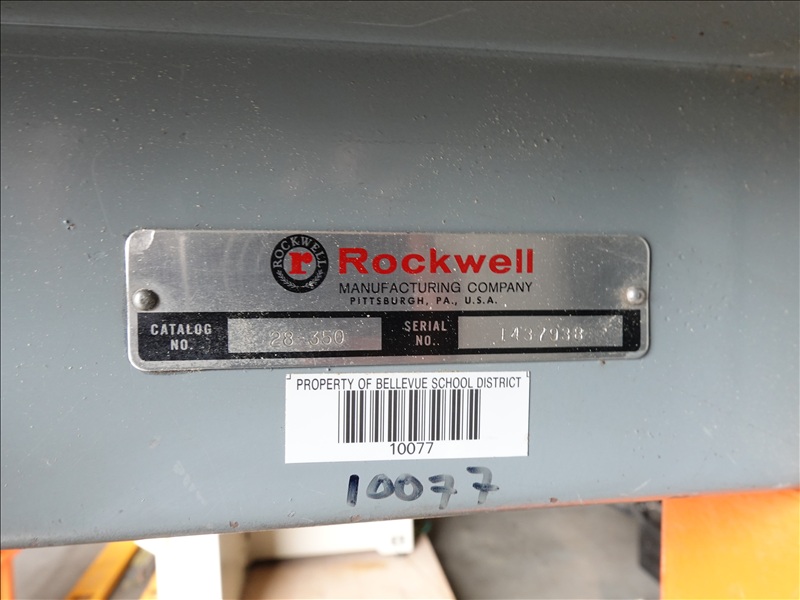 ROCKWELL
r
Rockwell
MANUFACTURING COMPANY
PITTSBURGH, PA., U.S.A.
CATALOG NO. 28-350 SERIAL NO. 1437938
PROPERTY OF BELLEVUE SCHOOL DISTRICT
10077
10077